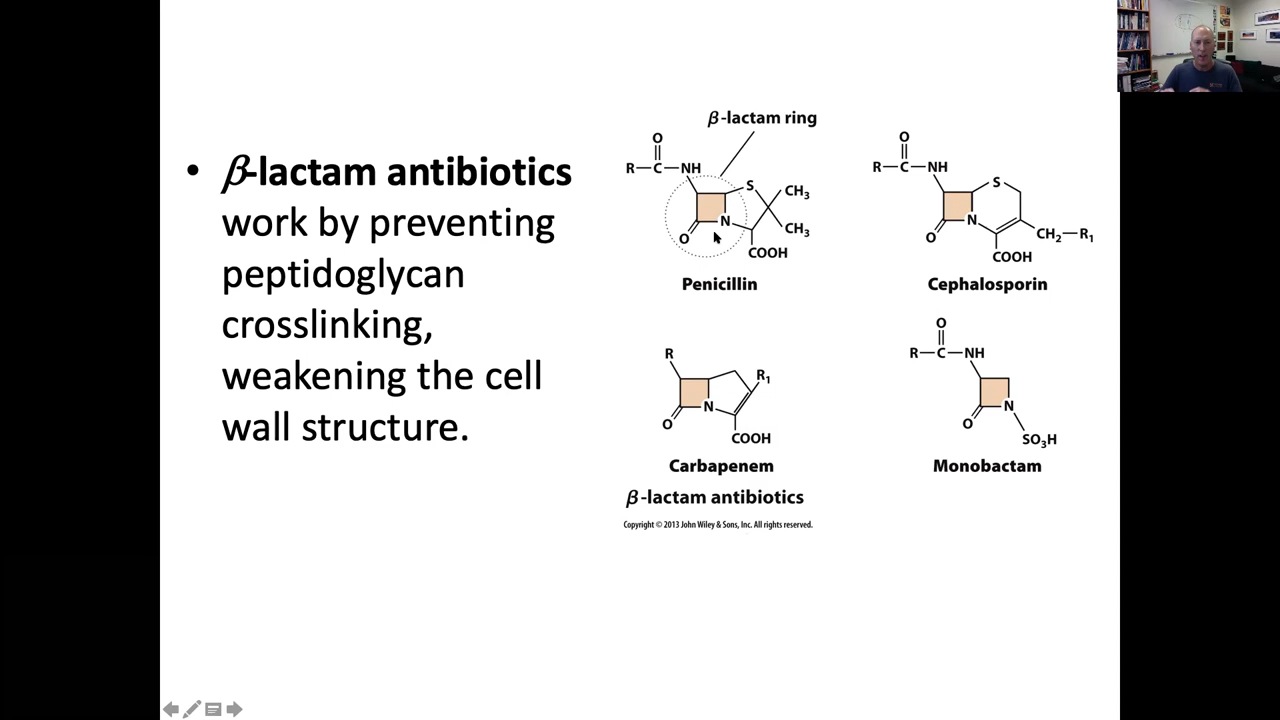 • β-lactam antibiotics
work by preventing
peptidoglycan
crosslinking,
weakening the cell
wall structure.
β-lactam ring
O
R—C—NH
S
CH₃
N
CH₃
O
COOH
Penicillin
O
R—C—NH
S
N
O
CH₂—R₁
COOH
Cephalosporin
R
R₁
N
O
COOH
Carbapenem
O
R—C—NH
N
O
SO₃H
Monobactam
β-lactam antibiotics
Copyright © 2013 John Wiley & Sons, Inc. All rights reserved.